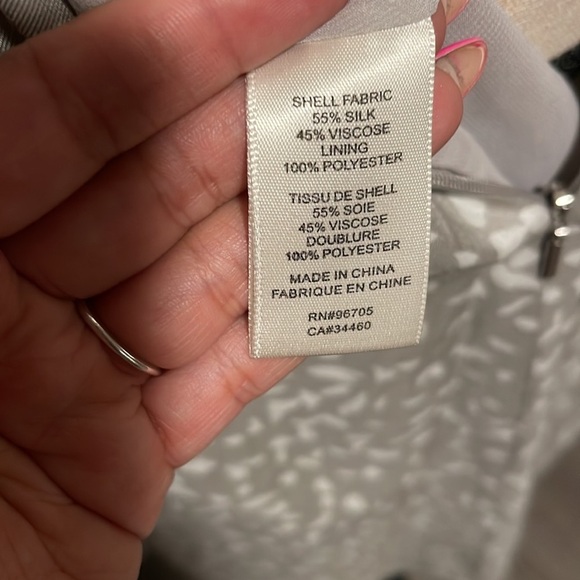 SHELL FABRIC
55% SILK
45% VISCOSE
LINING
100% POLYESTER
TISSU DE SHELL
55% SOIE
45% VISCOSE
DOUBLURE
100% POLYESTER
MADE IN CHINA
FABRIQUE EN CHINE
RN#96705
CA#34460